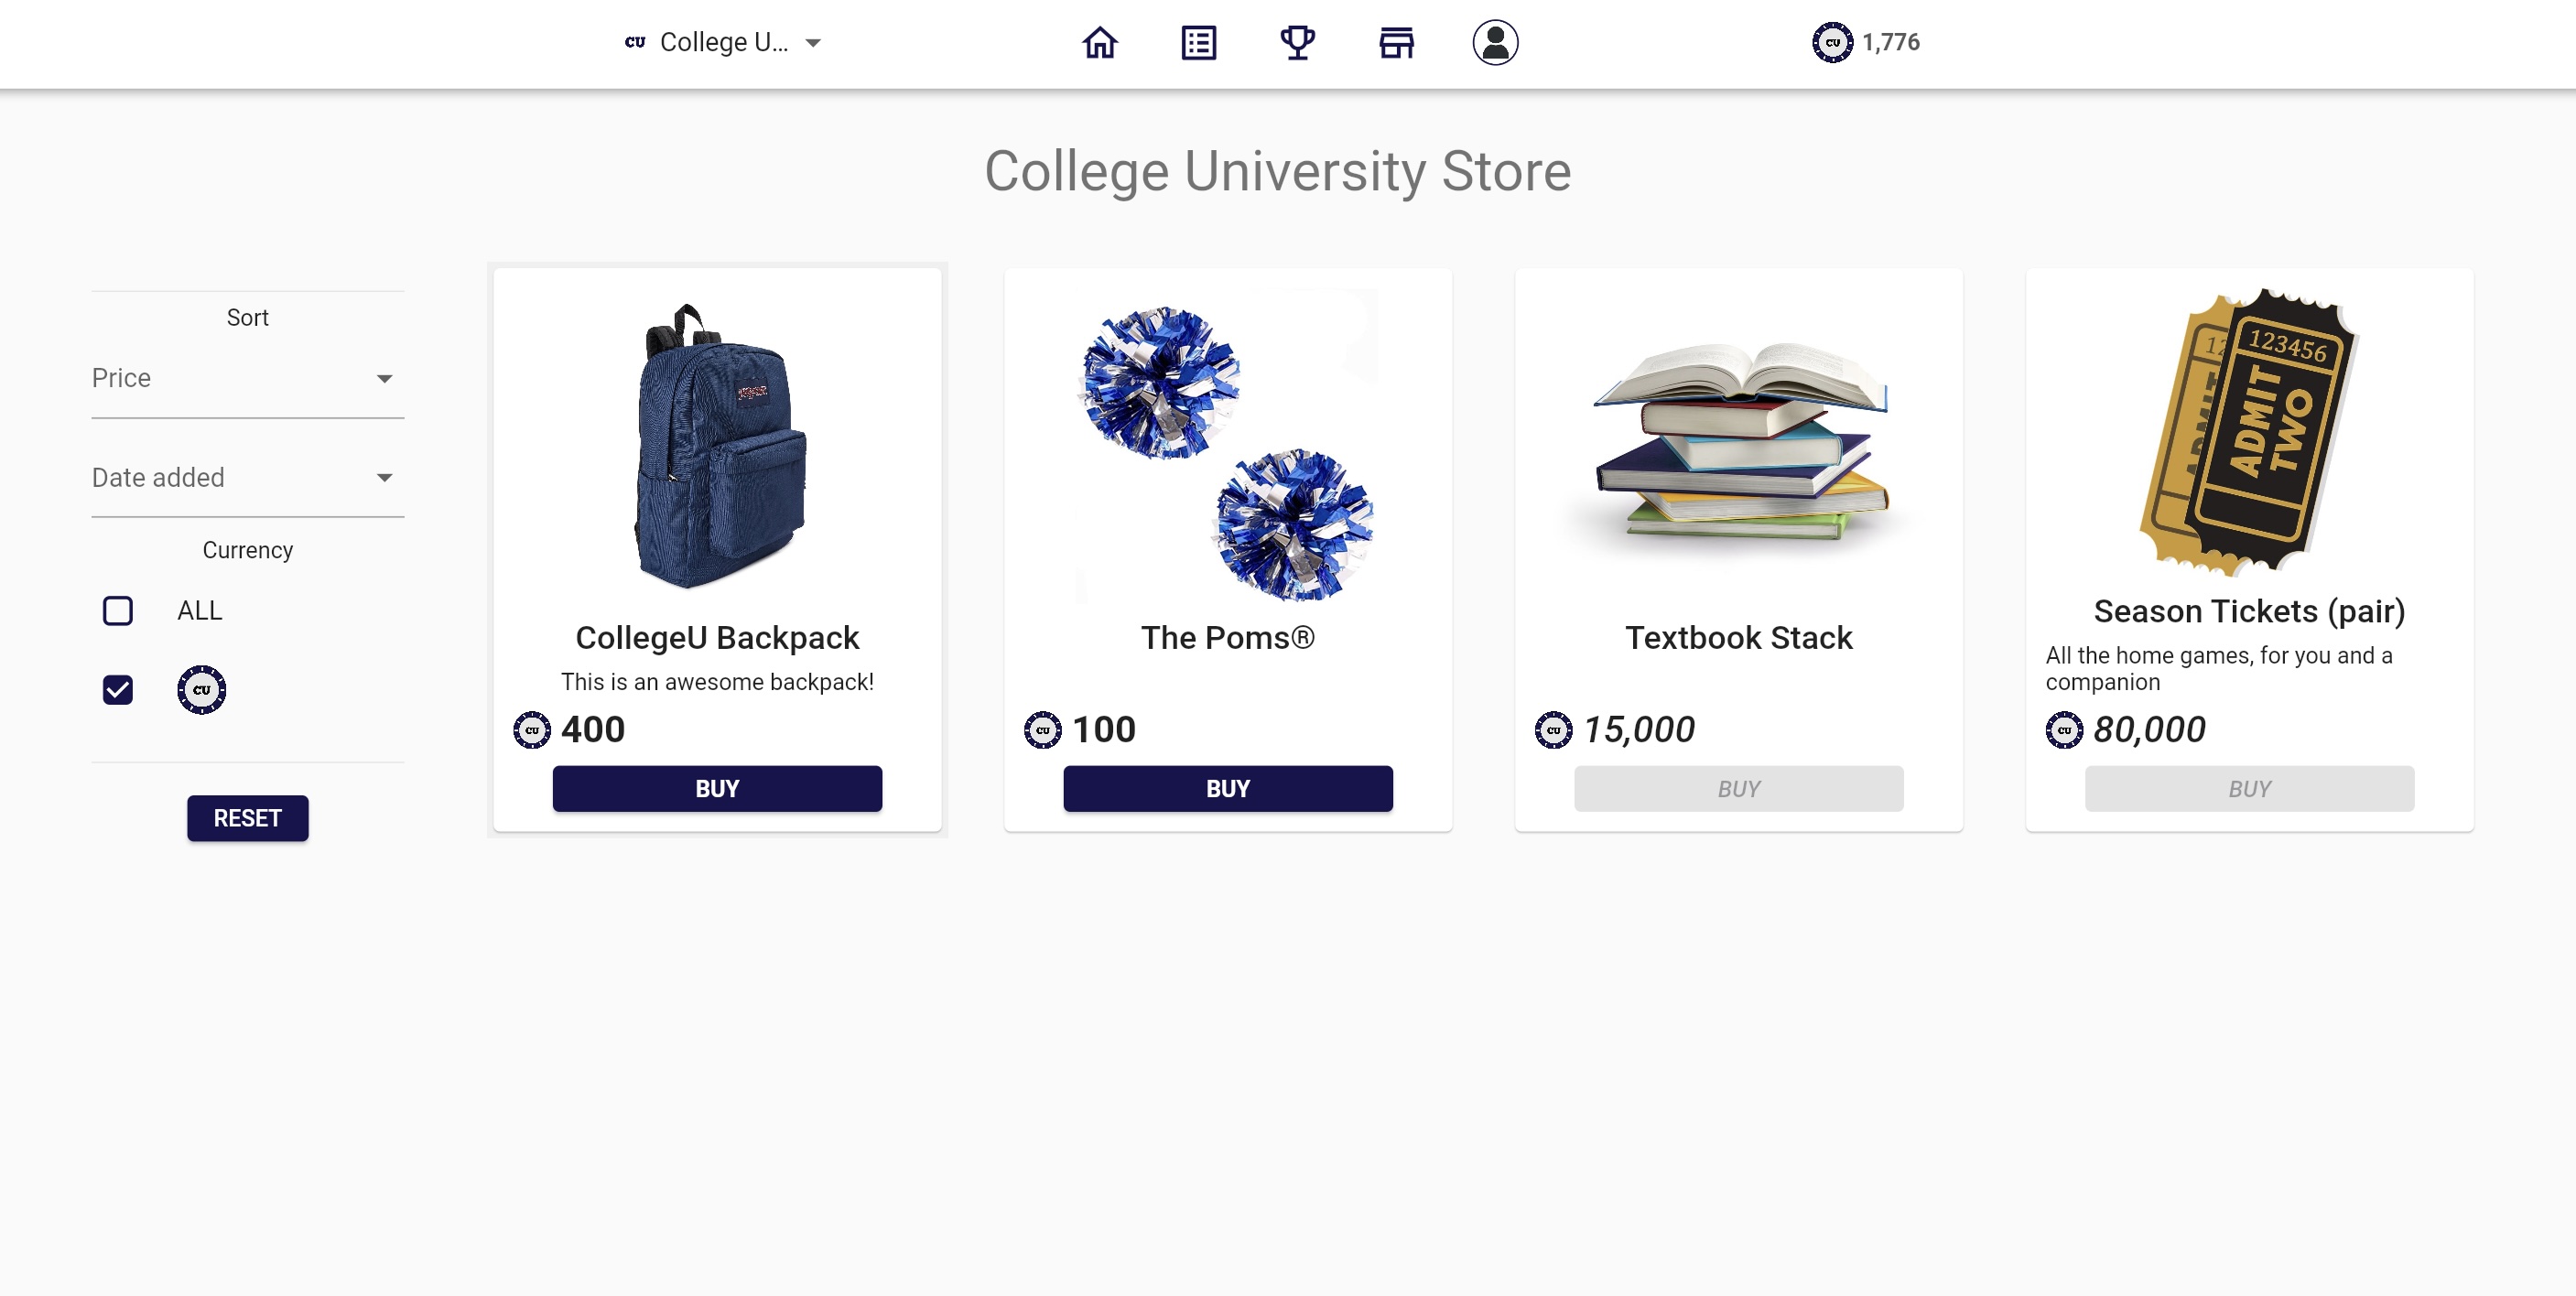 CU College U... CU 1,776
College University Store
Sort
Price
Date added
Currency
ALL
CU
RESET
CollegeU Backpack
This is an awesome backpack!
CU 400
BUY
The Poms®
CU 100
BUY
Textbook Stack
CU 15,000
BUY
123456
ADMIT
TWO
12
ADMIT
Season Tickets (pair)
All the home games, for you and a
companion
CU 80,000
BUY